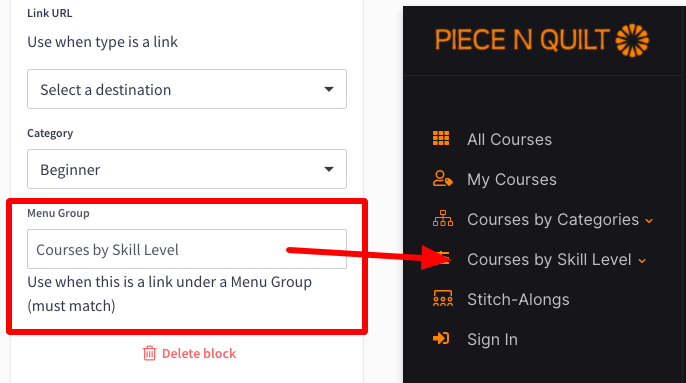 Link URL
Use when type is a link
Select a destination
Category
Beginner
Menu Group
Courses by Skill Level
Use when this is a link under a Menu Group
(must match)
Delete block
PIECE N QUILT
All Courses
My Courses
Courses by Categories
Courses by Skill Level
Stitch-Alongs
Sign In